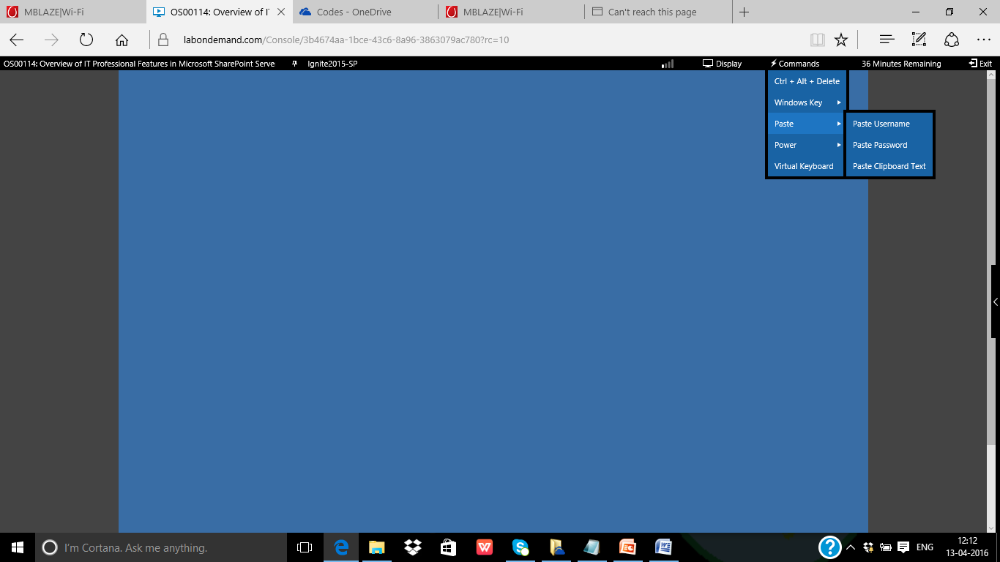 MBLAZE|Wi-Fi
OS00114: Overview of I
Codes - OneDrive
MBLAZE|Wi-Fi
Can't reach this page
labondemand.com/Console/3b4674aa-1bce-43c6-8a96-3863079ac780?rc=10
OS00114: Overview of IT Professional Features in Microsoft SharePoint Serve
Ignite2015-SP
Display
Commands
36 Minutes Remaining
Exit
Ctrl + Alt + Delete
Windows Key
Paste
Paste Username
Power
Paste Password
Virtual Keyboard
Paste Clipboard Text
I'm Cortana. Ask me anything.
ENG
12:12
13-04-2016